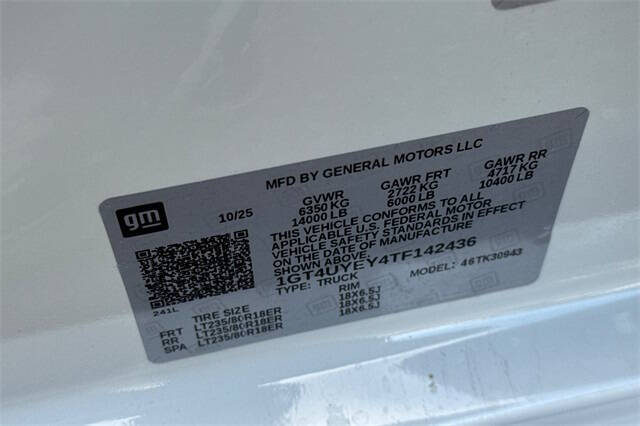 MFD BY GENERAL MOTORS LLC
gm
10/25 GVWR GAWR FRT GAWR RR
6350 KG 2722 KG 4717 KG
14000 LB 6000 LB 10400 LB
THIS VEHICLE CONFORMS TO ALL
APPLICABLE U.S. FEDERAL MOTOR
VEHICLE SAFETY STANDARDS IN EFFECT
ON THE DATE OF MANUFACTURE
SHOWN ABOVE.
1GT4UYEY4TF142436
TYPE: TRUCK MODEL: 46TK30943
241L
TIRE SIZE RIM
FRT LT235/80R18ER 18X6.5J
RR LT235/80R18ER 18X6.5J
SPA LT235/80R18ER 18X6.5J